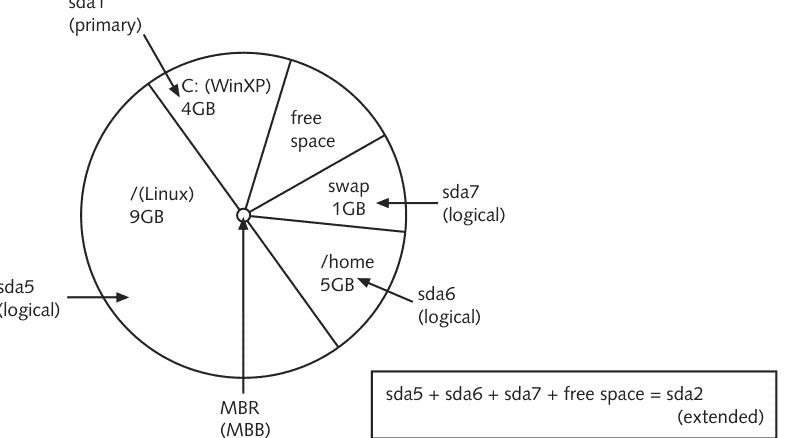 sda1
(primary)
C: (WinXP)
4GB
free
space
/(Linux)
9GB
swap
1GB
sda7
(logical)
/home
5GB
sda5
(logical)
sda6
(logical)
sda5 + sda6 + sda7 + free space = sda2
(extended)
MBR
(MBB)